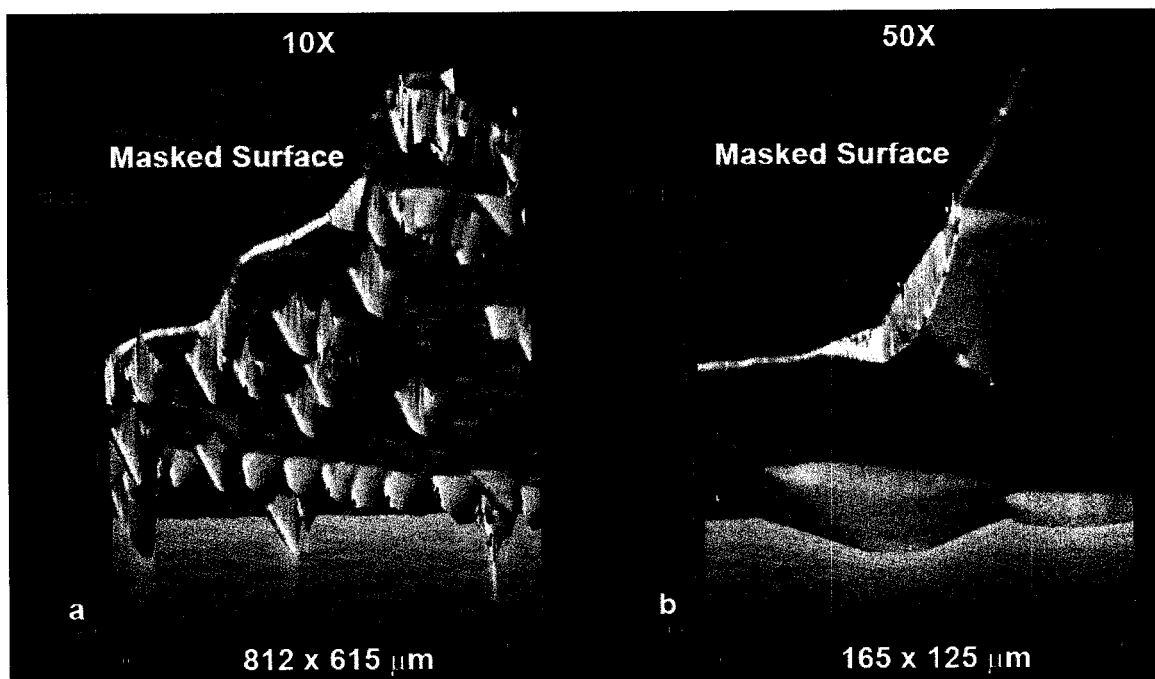 10X
Masked Surface
a
812 x 615 μm
50X
Masked Surface
b
165 x 125 μm